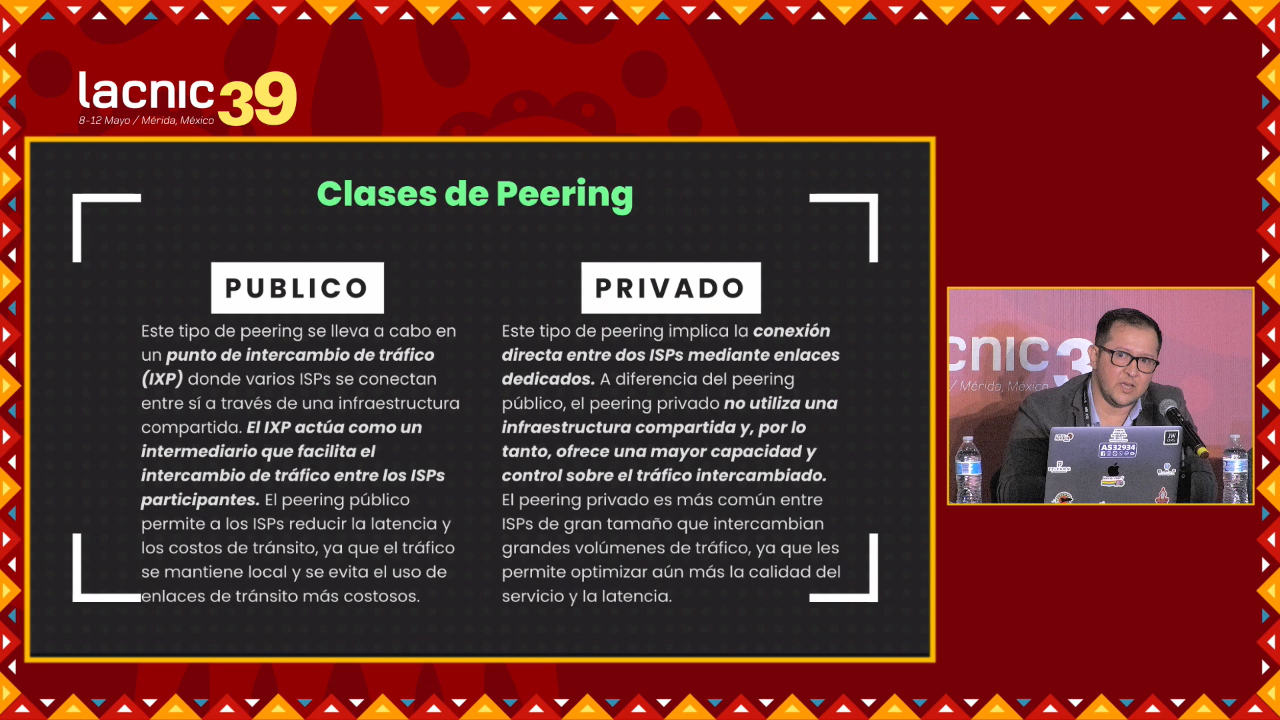 lacnic 39
8-12 Mayo / Mérida, México
Clases de Peering
PUBLICO
Este tipo de peering se lleva a cabo en
un punto de intercambio de tráfico
(IXP) donde varios ISPs se conectan
entre sí a través de una infraestructura
compartida. El IXP actúa como un
intermediario que facilita el
intercambio de tráfico entre los ISPs
participantes. El peering público
permite a los ISPs reducir la latencia y
los costos de tránsito, ya que el tráfico
se mantiene local y se evita el uso de
enlaces de tránsito más costosos.
PRIVADO
Este tipo de peering implica la conexión
directa entre dos ISPs mediante enlaces
dedicados. A diferencia del peering
público, el peering privado no utiliza una
infraestructura compartida y, por lo
tanto, ofrece una mayor capacidad y
control sobre el tráfico intercambiado.
El peering privado es más común entre
ISPs de gran tamaño que intercambian
grandes volúmenes de tráfico, ya que les
permite optimizar aún más la calidad del
servicio y la latencia.
cnic 3
/ Mérida, México
AS32934